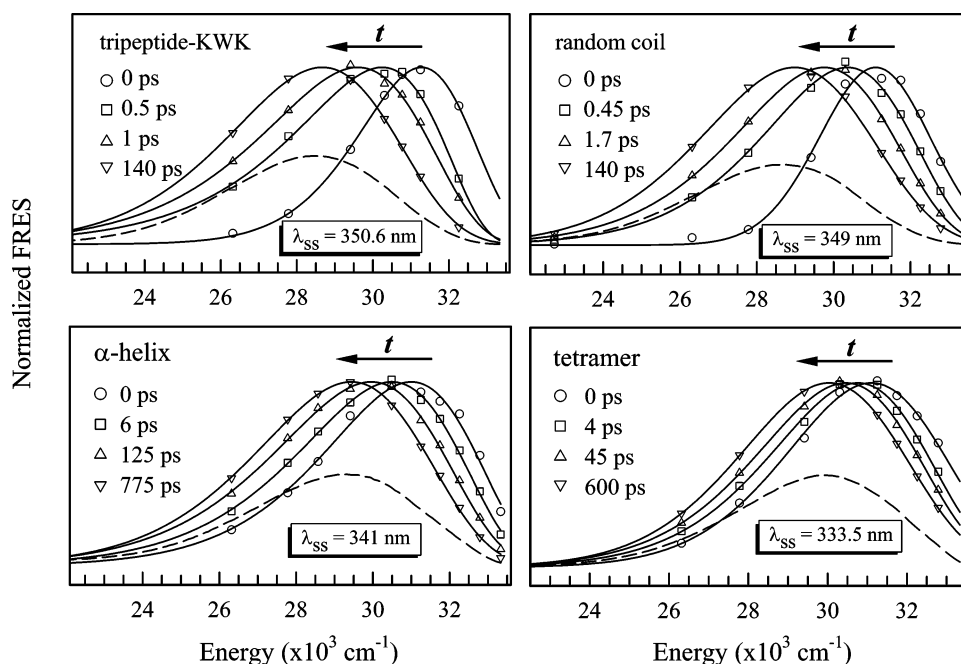 Normalized FRES
tripeptide-KWK
t
0 ps
0.5 ps
1 ps
140 ps
λss = 350.6 nm
24 26 28 30 32
random coil
t
0 ps
0.45 ps
1.7 ps
140 ps
λss = 349 nm
24 26 28 30 32
α-helix
t
0 ps
6 ps
125 ps
775 ps
λss = 341 nm
24 26 28 30 32
Energy (x10³ cm⁻¹)
tetramer
t
0 ps
4 ps
45 ps
600 ps
λss = 333.5 nm
24 26 28 30 32
Energy (x10³ cm⁻¹)